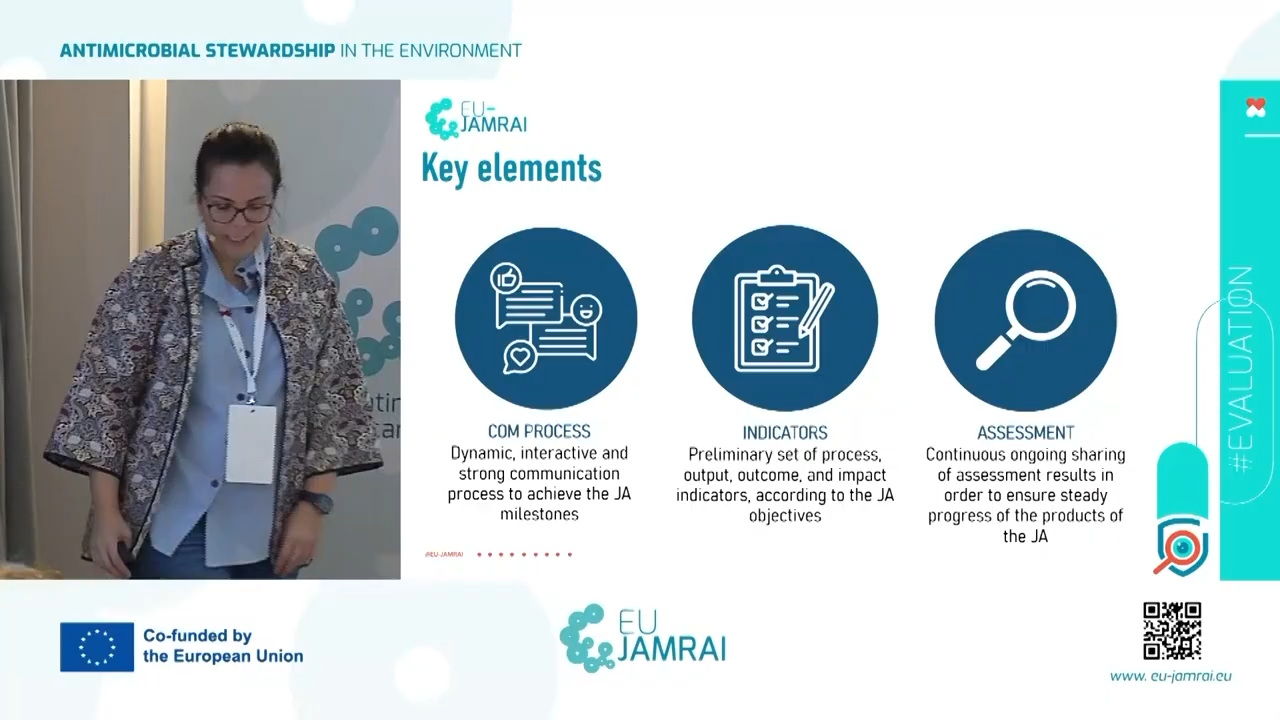 ANTIMICROBIAL STEWARDSHIP IN THE ENVIRONMENT
EU-
JAMRAI
Key elements
COM PROCESS
Dynamic, interactive and
strong communication
process to achieve the JA
milestones
INDICATORS
Preliminary set of process,
output, outcome, and impact
indicators, according to the JA
objectives
ASSESSMENT
Continuous ongoing sharing
of assessment results in
order to ensure steady
progress of the products of
the JA
#EU-JAMRAI
#EVALUATION
Co-funded by
the European Union
EU
JAMRAI
www. eu-jamrai.eu